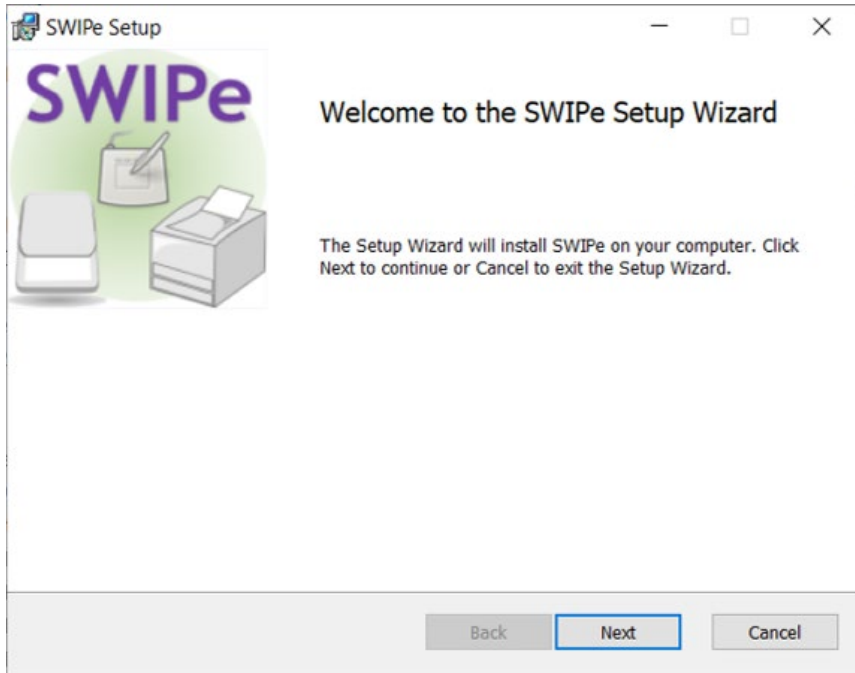 SWIPe Setup
SWIPe
Welcome to the SWIPe Setup Wizard
The Setup Wizard will install SWIPe on your computer. Click
Next to continue or Cancel to exit the Setup Wizard.
Back
Next
Cancel